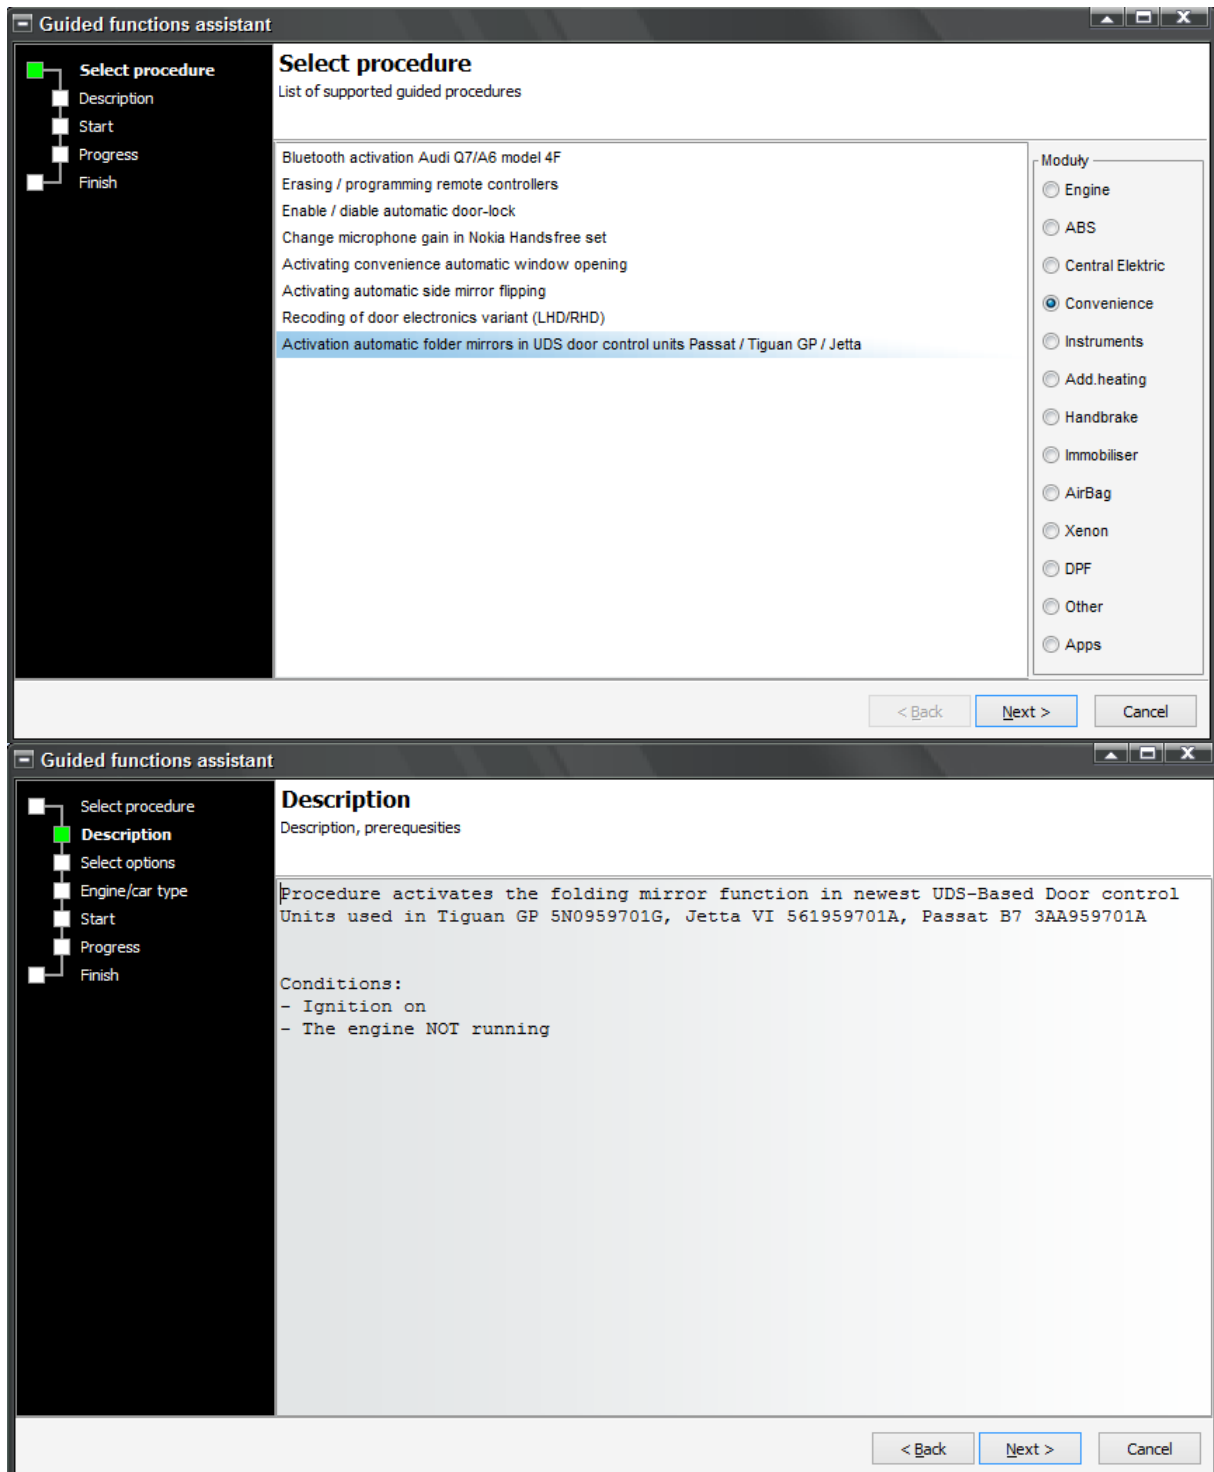 Guided functions assistant
Select procedure
Description
Start
Progress
Finish
Select procedure
List of supported guided procedures
Bluetooth activation Audi Q7/A6 model 4F
Erasing / programming remote controllers
Enable / diable automatic door-lock
Change microphone gain in Nokia Handsfree set
Activating convenience automatic window opening
Activating automatic side mirror flipping
Recoding of door electronics variant (LHD/RHD)
Activation automatic folder mirrors in UDS door control units Passat / Tiguan GP / Jetta
Moduły
Engine
ABS
Central Elektric
Convenience
Instruments
Add.heating
Handbrake
Immobiliser
AirBag
Xenon
DPF
Other
Apps
< Back
Next >
Cancel
Guided functions assistant
Select procedure
Description
Select options
Engine/car type
Start
Progress
Finish
Description
Description, prerequesities
Procedure activates the folding mirror function in newest UDS-Based Door control
Units used in Tiguan GP 5N0959701G, Jetta VI 561959701A, Passat B7 3AA959701A
Conditions:
- Ignition on
- The engine NOT running
< Back
Next >
Cancel